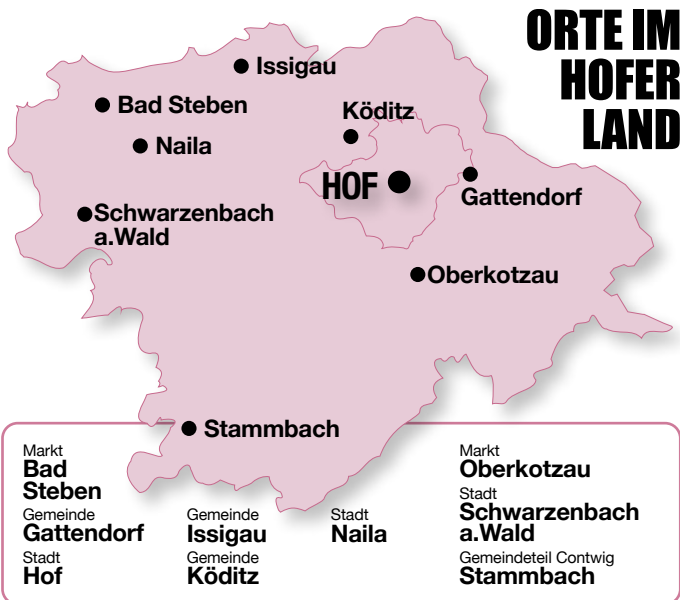 ORTE IM
HOFER
LAND
Issigau
Bad Steben
Köditz
Naila
HOF
Gattendorf
Schwarzenbach
a.Wald
Oberkotzau
Stammbach
Markt
Bad
Steben
Gemeinde
Gattendorf
Stadt
Hof
Gemeinde
Issigau
Gemeinde
Köditz
Stadt
Naila
Markt
Oberkotzau
Stadt
Schwarzenbach
a.Wald
Gemeindeteil Contwig
Stammbach